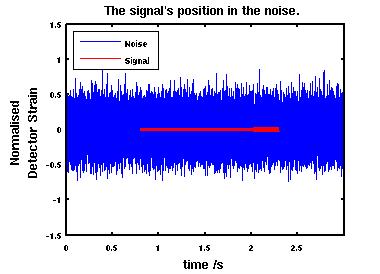 The signal's position in the noise.
1.5
Noise
Signal
1
0.5
0
-0.5
-1
-1.5
Normalised
Detector Strain
0 0.5 1 1.5 2 2.5
time /s